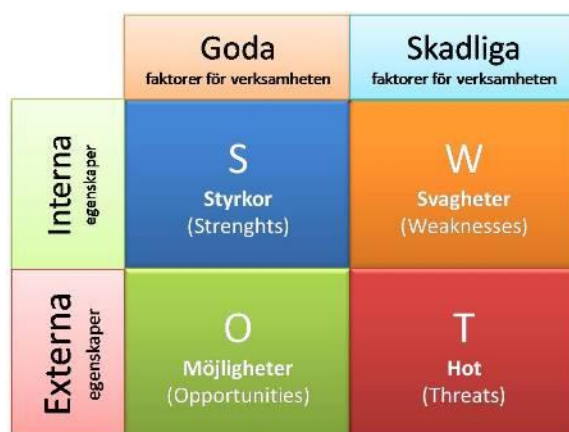 Goda
faktorer för verksamheten
Skadliga
faktorer för verksamheten
Interna
egenskaper
S
Styrkor
(Strenghts)
W
Svagheter
(Weaknesses)
Externa
egenskaper
O
Möjligheter
(Opportunities)
T
Hot
(Threats)